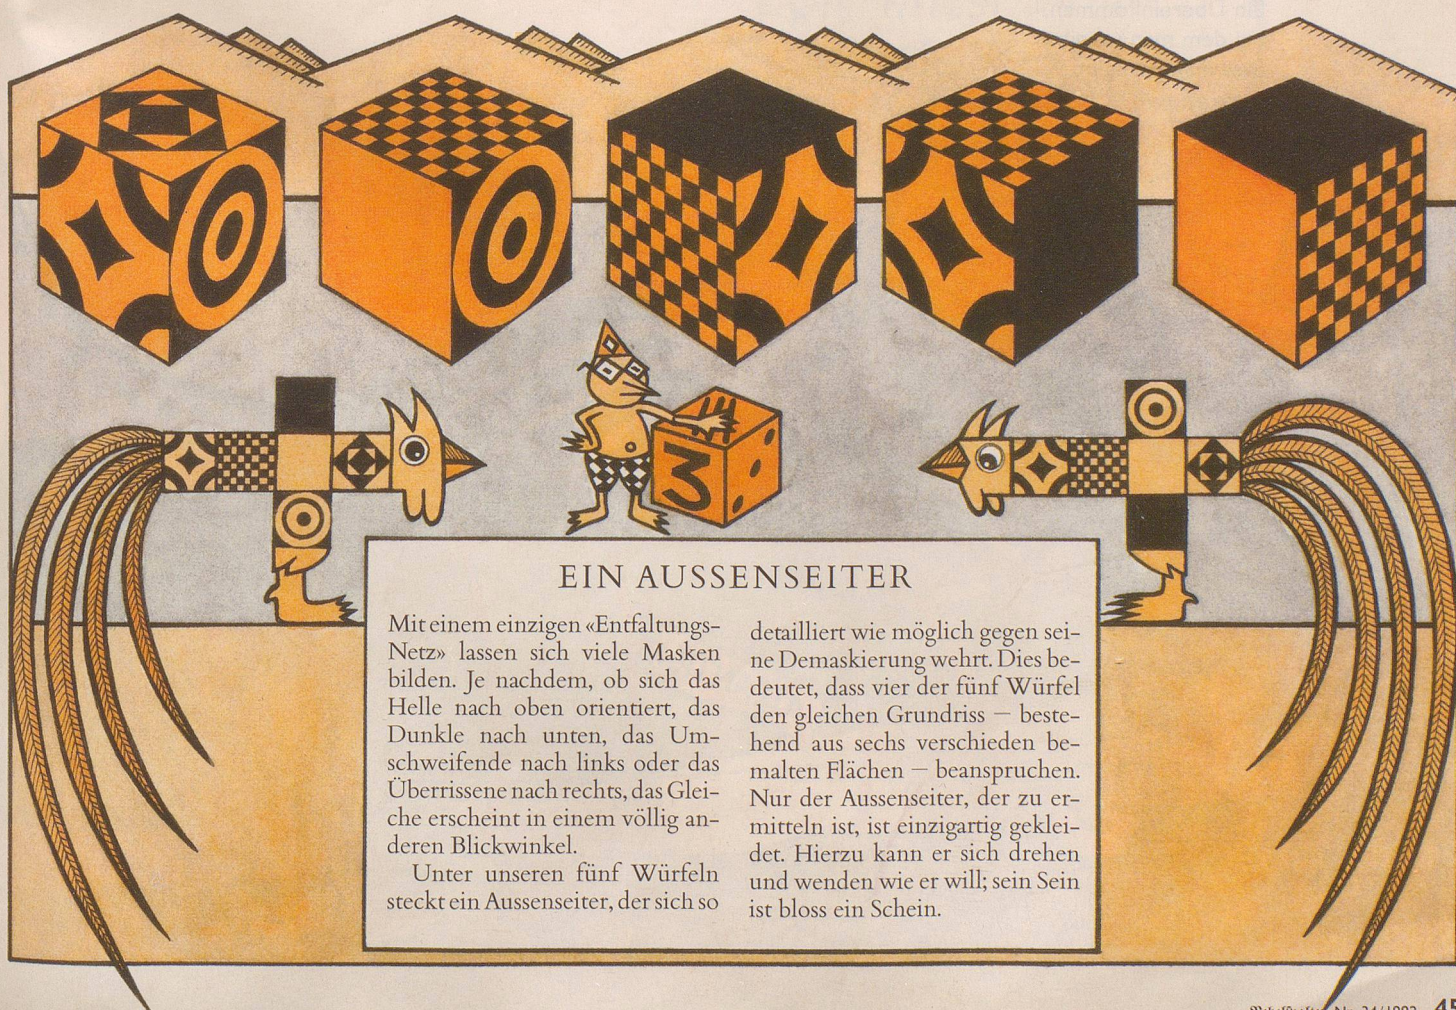 3
EIN AUSSENSEITER
Mit einem einzigen «Entfaltungs-
Netz» lassen sich viele Masken
bilden. Je nachdem, ob sich das
Helle nach oben orientiert, das
Dunkle nach unten, das Um-
schweifende nach links oder das
Überrissene nach rechts, das Glei-
che erscheint in einem völlig an-
deren Blickwinkel.
Unter unseren fünf Würfeln
steckt ein Aussenseiter, der sich so
detailliert wie möglich gegen sei-
ne Demaskierung wehrt. Dies be-
deutet, dass vier der fünf Würfel
den gleichen Grundriss — beste-
hend aus sechs verschieden be-
malten Flächen — beanspruchen.
Nur der Aussenseiter, der zu er-
mitteln ist, ist einzigartig geklei-
det. Hierzu kann er sich drehen
und wenden wie er will; sein Sein
ist bloss ein Schein.